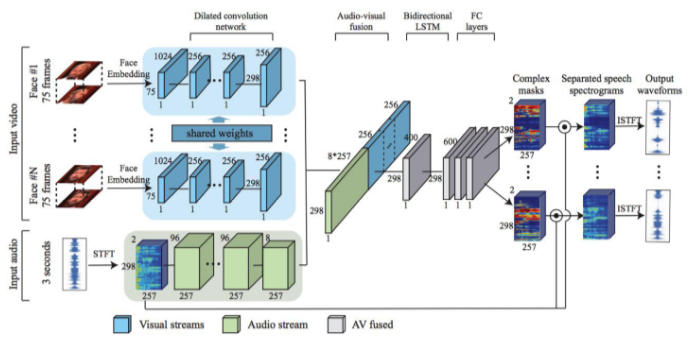 Dilated convolution
network
Audio-visual
fusion
Bidirectional
LSTM
FC
layers
Input video
Face #1
75 frames
Face
Embedding
75
1024
1
256
1
256
1
298
256
1
shared weights
Face #N
75 frames
Face
Embedding
75
1024
1
256
1
256
1
298
256
1
Input audio
3 seconds
STFT
2
298
257
96
257
96
257
8
257
8*257
256
256
298
1
400
298
1
600
298
1
1
1
Complex
masks
2
298
257
2
298
257
Separated speech
spectrograms
ISTFT
ISTFT
Output
waveforms
Visual streams
Audio stream
AV fused